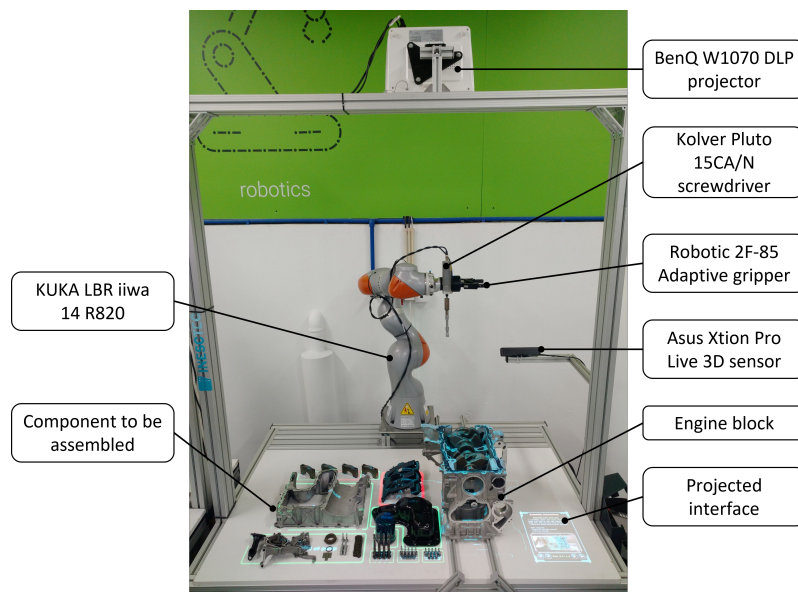 BenQ W1070 DLP
projector
Kolver Pluto
15CA/N
screwdriver
robotics
Robotic 2F-85
Adaptive gripper
KUKA LBR iiwa
14 R820
Asus Xtion Pro
Live 3D sensor
Component to be
assembled
Engine block
Projected
interface